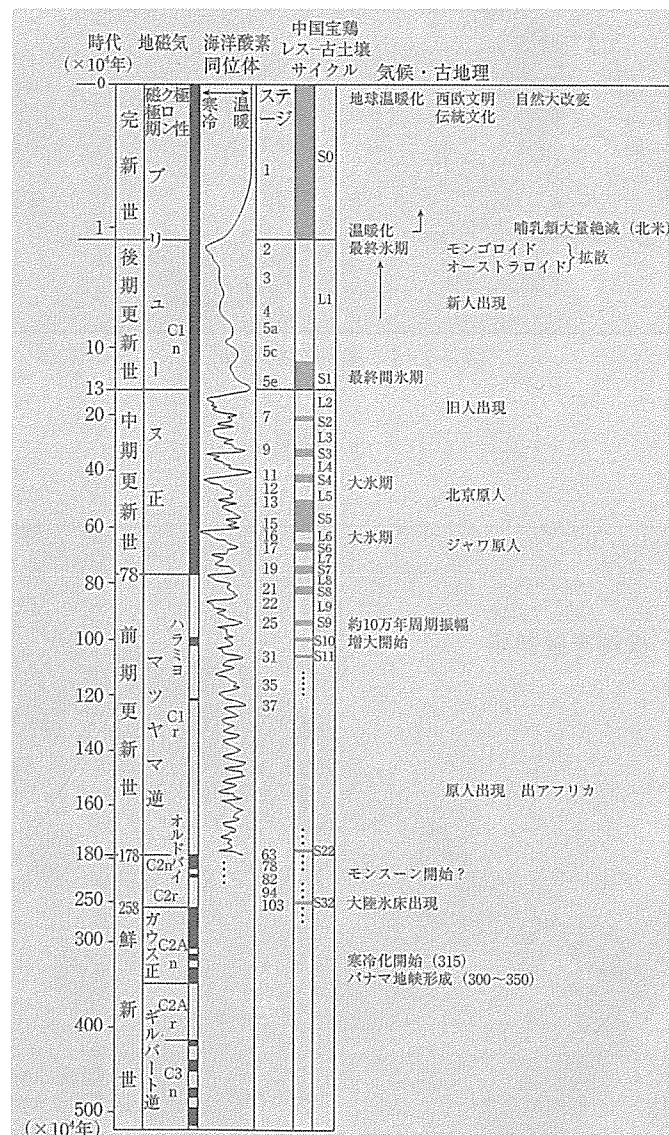 時代 地磁気 海洋酸素同位体 中国宝鶏レス-古土壌サイクル 気候・古地理
(×10⁴年)
磁極期 クロン 極性 寒冷 温暖 ステージ
0
完新世
ブリューヌ正
1
S0
地球温暖化 西欧文明 自然大改変
伝統文化
1
温暖化 哺乳類大量絶滅（北米）
後期更新世
2
最終氷期 モンゴロイド
オーストラロイド 拡散
3
L1
新人出現
4
C1n
5a
10
5c
13
5e
S1
最終間氷期
中期更新世
L2
旧人出現
20
7
S2
L3
9
S3
L4
40
11
S4
大氷期
12
L5
北京原人
13
S5
60
15
16
L6
大氷期
17
S6
ジャワ原人
L7
78
19
S7
80
L8
前期更新世
マツヤマ逆
21
S8
22
L9
ハラミヨ
25
S9
約10万年周期振幅
100
S10
増大開始
31
S11
35
120
C1r
37
140
160
原人出現 出アフリカ
オルドバイ
180
178
63
S22
C2n
78
モンスーン開始？
82
C2r
94
250
258
103
S32
大陸氷床出現
鮮新世
ガウス正
300
C2An
寒冷化開始（315）
パナマ地峡形成（300〜350）
ギルバート逆
C2Ar
400
C3n
500
(×10⁴年)